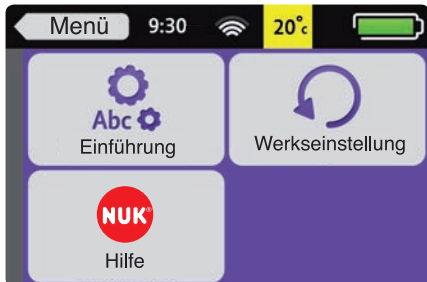 Menü 9:30 20°c
Abc
Einführung
Werkseinstellung
NUK®
Hilfe